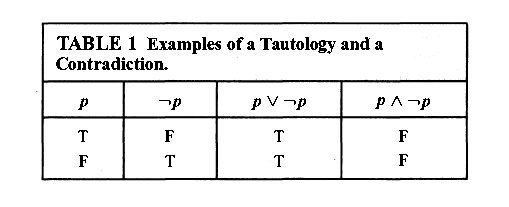 TABLE 1 Examples of a Tautology and a
Contradiction.
p ¬p p ∨ ¬p p ∧ ¬p
T F T F
F T T F